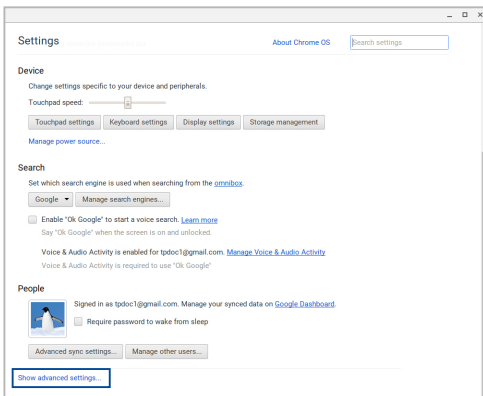 Settings
About Chrome OS
Search settings
Device
Change settings specific to your device and peripherals.
Touchpad speed:
Touchpad settings Keyboard settings Display settings Storage management
Manage power source...
Search
Set which search engine is used when searching from the omnibox.
Google Manage search engines...
Enable "Ok Google" to start a voice search. Learn more
Say "Ok Google" when the screen is on and unlocked.
Voice & Audio Activity is enabled for tpdoc1@gmail.com. Manage Voice & Audio Activity
Voice & Audio Activity is required to use "Ok Google"
People
Signed in as tpdoc1@gmail.com. Manage your synced data on Google Dashboard.
Require password to wake from sleep
Advanced sync settings... Manage other users...
Show advanced settings...